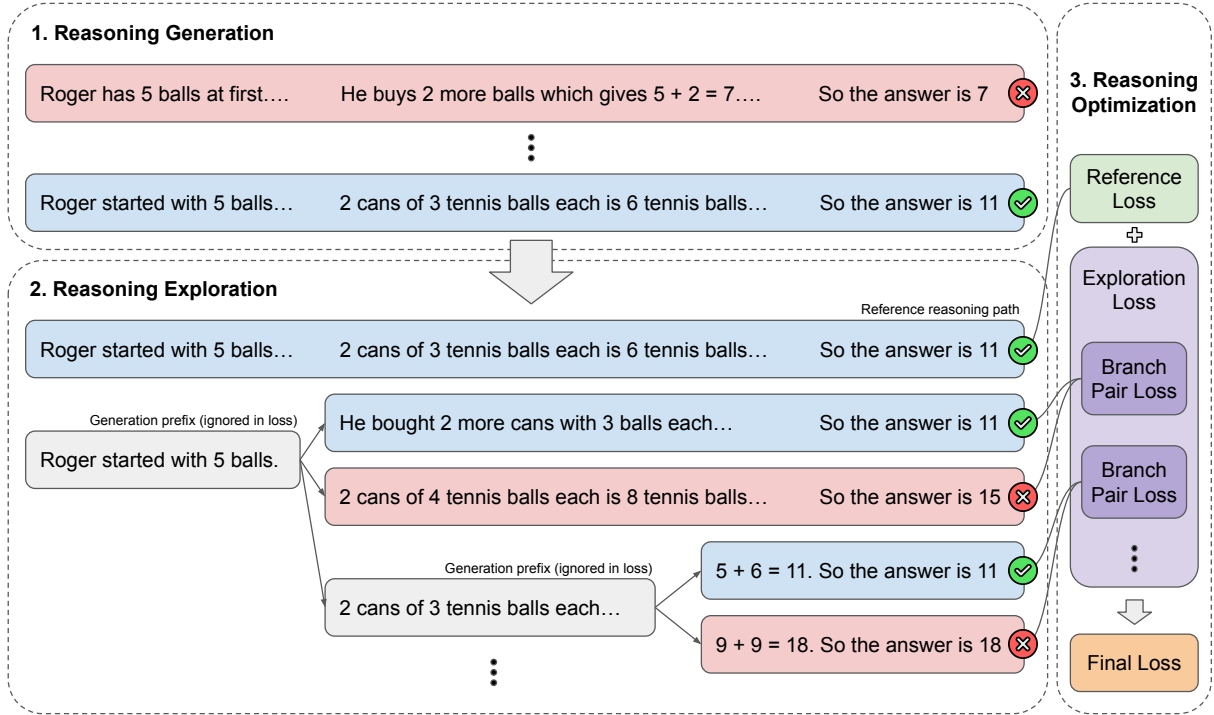 1. Reasoning Generation
Roger has 5 balls at first…. He buys 2 more balls which gives 5 + 2 = 7…. So the answer is 7
Roger started with 5 balls… 2 cans of 3 tennis balls each is 6 tennis balls… So the answer is 11
2. Reasoning Exploration
Reference reasoning path
Roger started with 5 balls… 2 cans of 3 tennis balls each is 6 tennis balls… So the answer is 11
Generation prefix (ignored in loss)
Roger started with 5 balls.
He bought 2 more cans with 3 balls each… So the answer is 11
2 cans of 4 tennis balls each is 8 tennis balls… So the answer is 15
Generation prefix (ignored in loss)
2 cans of 3 tennis balls each…
5 + 6 = 11. So the answer is 11
9 + 9 = 18. So the answer is 18
3. Reasoning
Optimization
Reference
Loss
Exploration
Loss
Branch
Pair Loss
Branch
Pair Loss
Final Loss